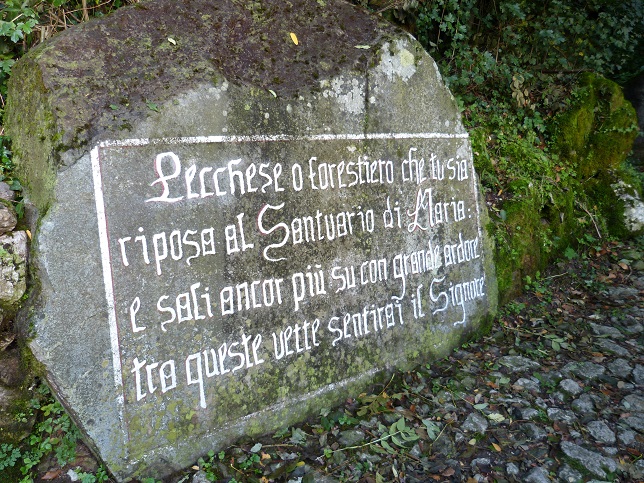 Lecchese o forestiero che tu sia
riposa al Santuario di Maria:
e sali ancor più su con grande ardore
tra queste vette sentirai il Signore